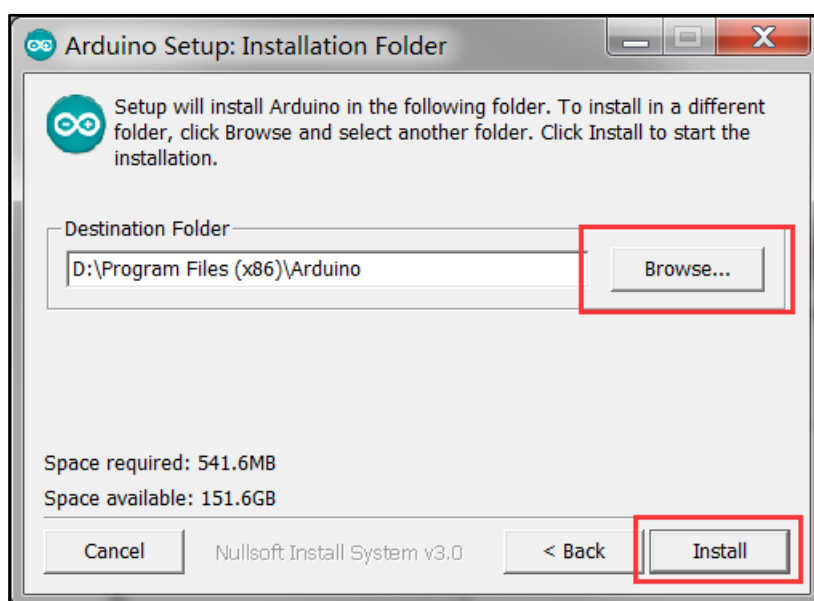 Arduino Setup: Installation Folder
Setup will install Arduino in the following folder. To install in a different
folder, click Browse and select another folder. Click Install to start the
installation.
Destination Folder
D:\Program Files (x86)\Arduino
Browse...
Space required: 541.6MB
Space available: 151.6GB
Cancel
Nullsoft Install System v3.0
< Back
Install